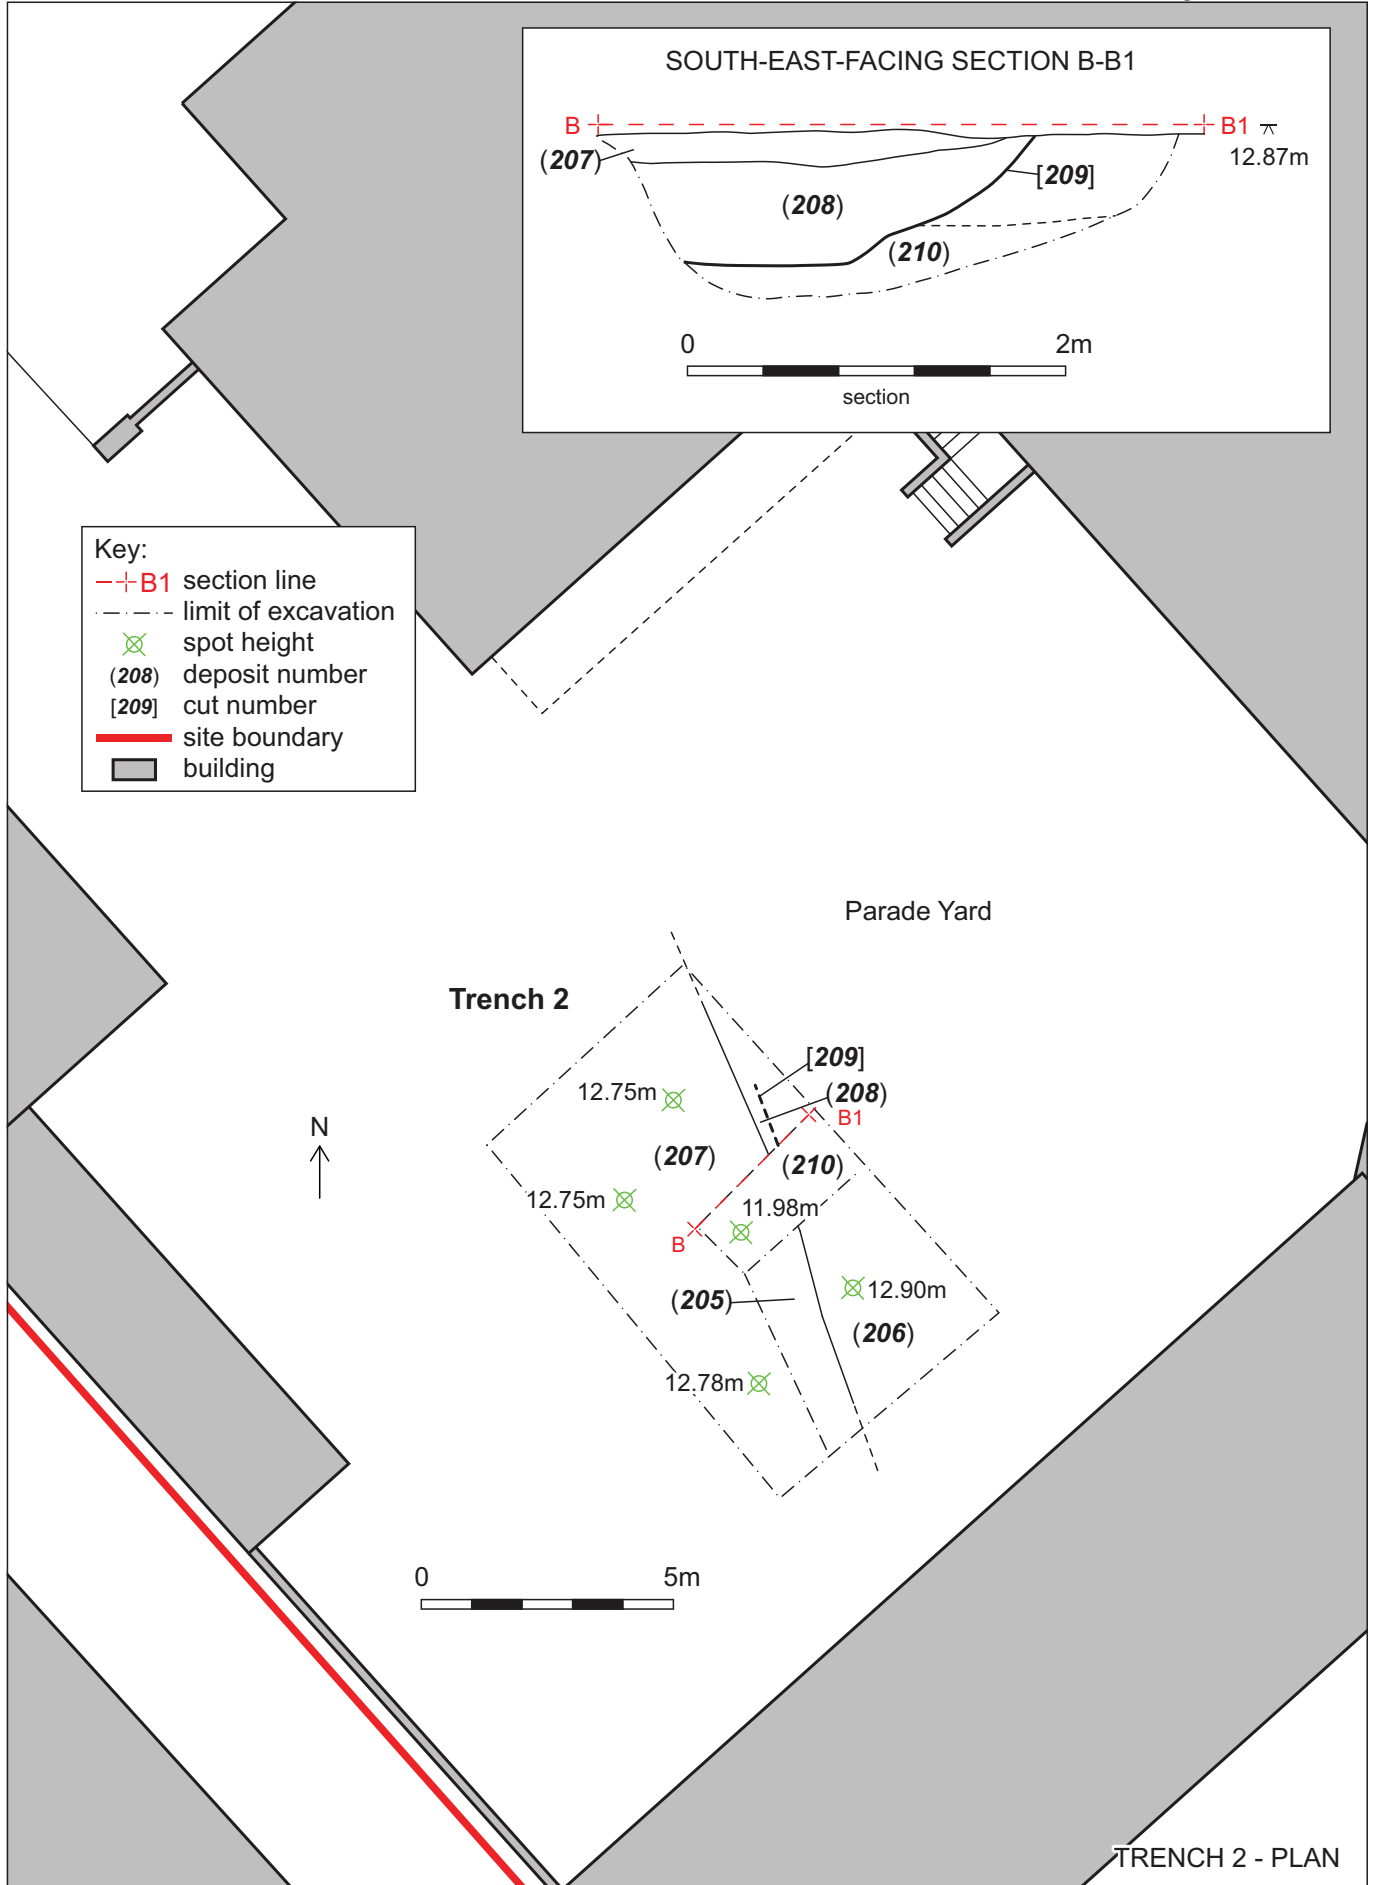 SOUTH-EAST-FACING SECTION B-B1
B
B1
12.87m
(207)
[209]
(208)
(210)
0 2m
section
Key:
B1 section line
limit of excavation
spot height
(208) deposit number
[209] cut number
site boundary
building
Parade Yard
Trench 2
[209]
12.75m
(208)
B1
N
(207)
(210)
12.75m
11.98m
B
12.90m
(205)
(206)
12.78m
0 5m
TRENCH 2 - PLAN